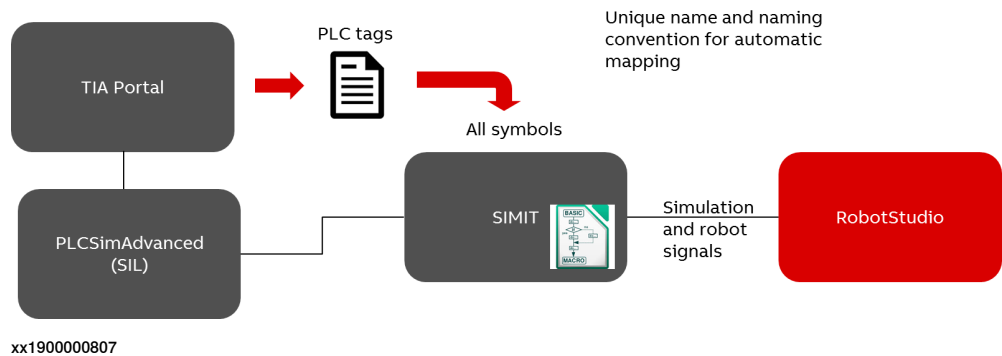 PLC tags
Unique name and naming
convention for automatic
mapping
TIA Portal
All symbols
PLCSimAdvanced
(SIL)
SIMIT
BASIC
MACRO
Simulation
and robot
signals
RobotStudio
xx1900000807